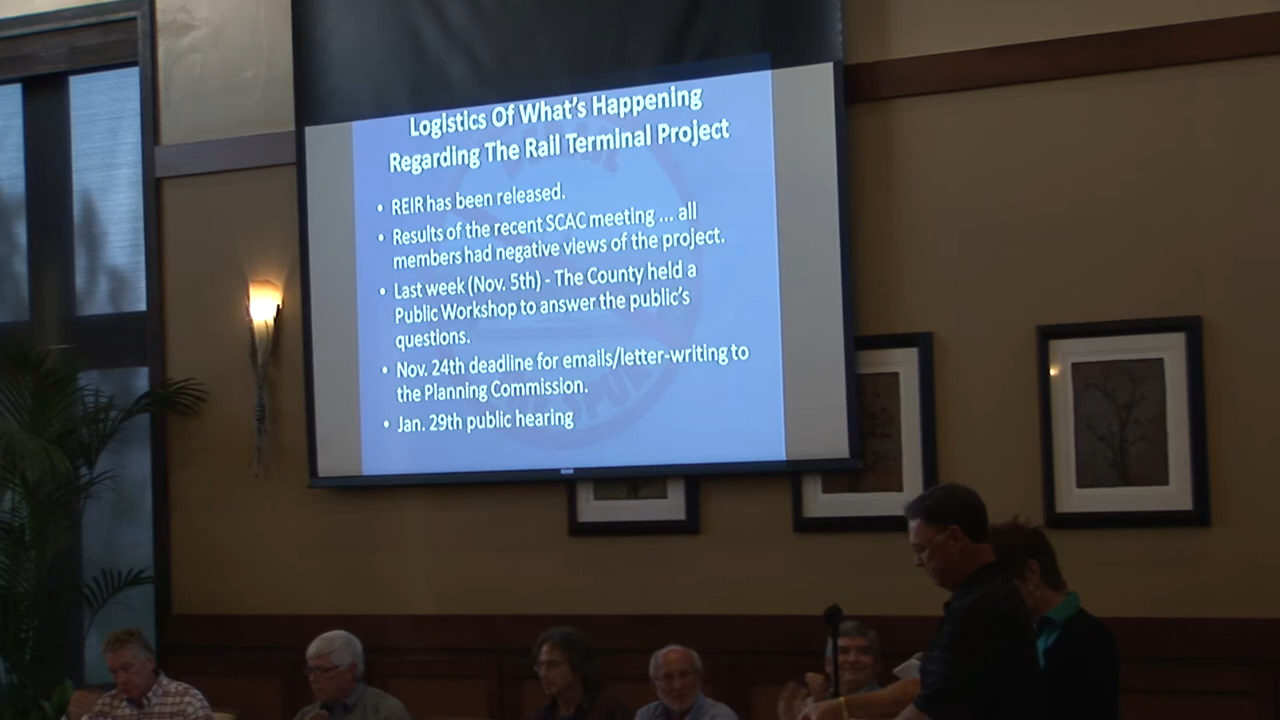 Logistics Of What's Happening
Regarding The Rail Terminal Project
• REIR has been released.
• Results of the recent SCAC meeting ... all
members had negative views of the project.
• Last week (Nov. 5th) - The County held a
Public Workshop to answer the public's
questions.
• Nov. 24th deadline for emails/letter-writing to
the Planning Commission.
• Jan. 29th public hearing